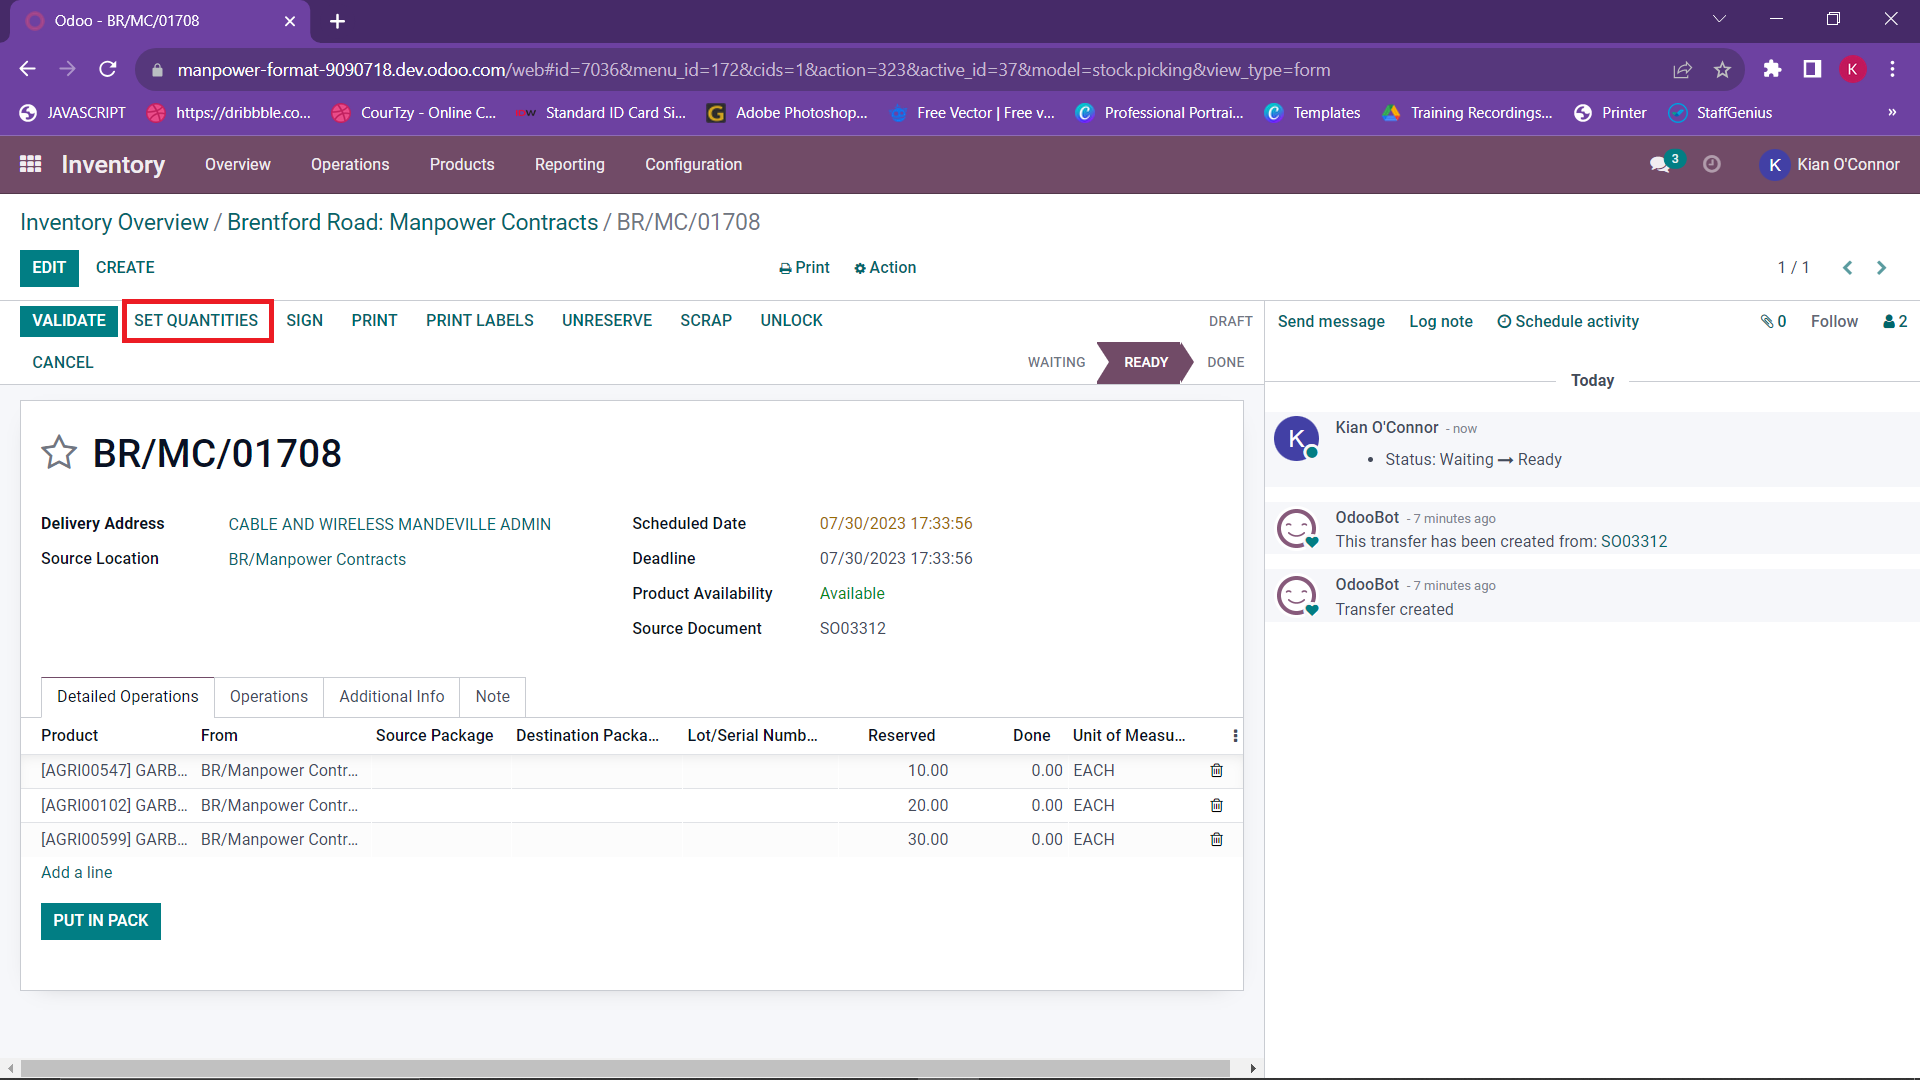 Odoo - BR/MC/01708
manpower-format-9090718.dev.odoo.com/web#id=7036&menu_id=172&cids=1&action=323&active_id=37&model=stock.picking&view_type=form
K
JAVASCRIPT https://dribbble.co... CourTzy - Online C... Standard ID Card Si... Adobe Photoshop,... Free Vector | Free v... Professional Portrai... Templates Training Recordings... Printer StaffGenius »
Inventory Overview Operations Products Reporting Configuration 3 K Kian O'Connor
Inventory Overview / Brentford Road: Manpower Contracts / BR/MC/01708
EDIT CREATE Print Action 1 / 1
VALIDATE SET QUANTITIES SIGN PRINT PRINT LABELS UNRESERVE SCRAP UNLOCK DRAFT
CANCEL WAITING READY DONE
Send message Log note Schedule activity 0 Follow 2
BR/MC/01708
Delivery Address CABLE AND WIRELESS MANDEVILLE ADMIN
Source Location BR/Manpower Contracts
Scheduled Date 07/30/2023 17:33:56
Deadline 07/30/2023 17:33:56
Product Availability Available
Source Document SO03312
Detailed Operations Operations Additional Info Note
Product From Source Package Destination Packa... Lot/Serial Numb... Reserved Done Unit of Measu...
[AGRI00547] GARB... BR/Manpower Contr... 10.00 0.00 EACH
[AGRI00102] GARB... BR/Manpower Contr... 20.00 0.00 EACH
[AGRI00599] GARB... BR/Manpower Contr... 30.00 0.00 EACH
Add a line
PUT IN PACK
Today
K
Kian O'Connor - now
• Status: Waiting → Ready
OdooBot - 7 minutes ago
This transfer has been created from: SO03312
OdooBot - 7 minutes ago
Transfer created